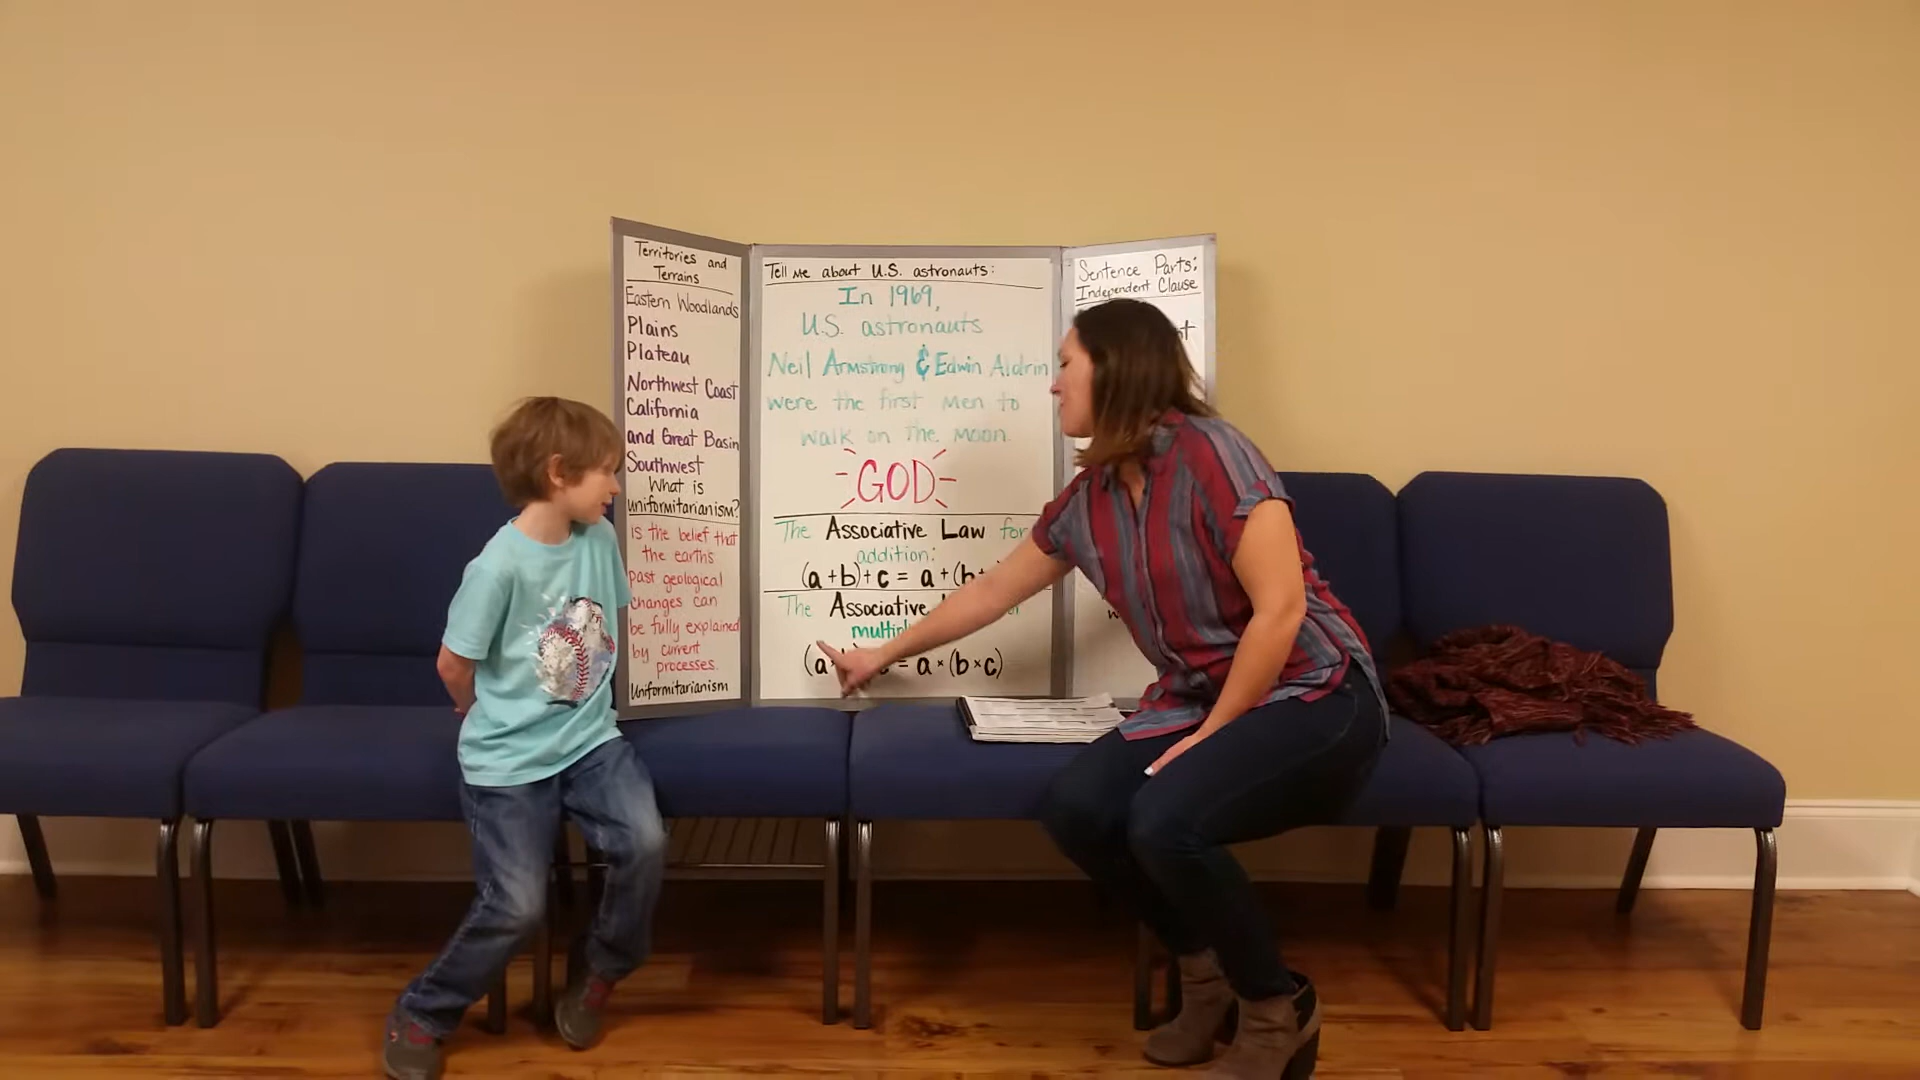 Territories and
Terrains
Eastern Woodlands
Plains
Plateau
Northwest Coast
California
and Great Basin
Southwest
What is
uniformitarianism?
is the belief that
the earth's
past geological
changes can
be fully explained
by current
processes.
Uniformitarianism
Tell me about U.S. astronauts:
In 1969,
U.S. astronauts
Neil Armstrong & Edwin Aldrin
were the first men to
walk on the moon.
GOD
The Associative Law for
addition:
(a+b)+c = a+(b+
The Associative
(a = a×(b×c)
Sentence Parts:
Independent Clause